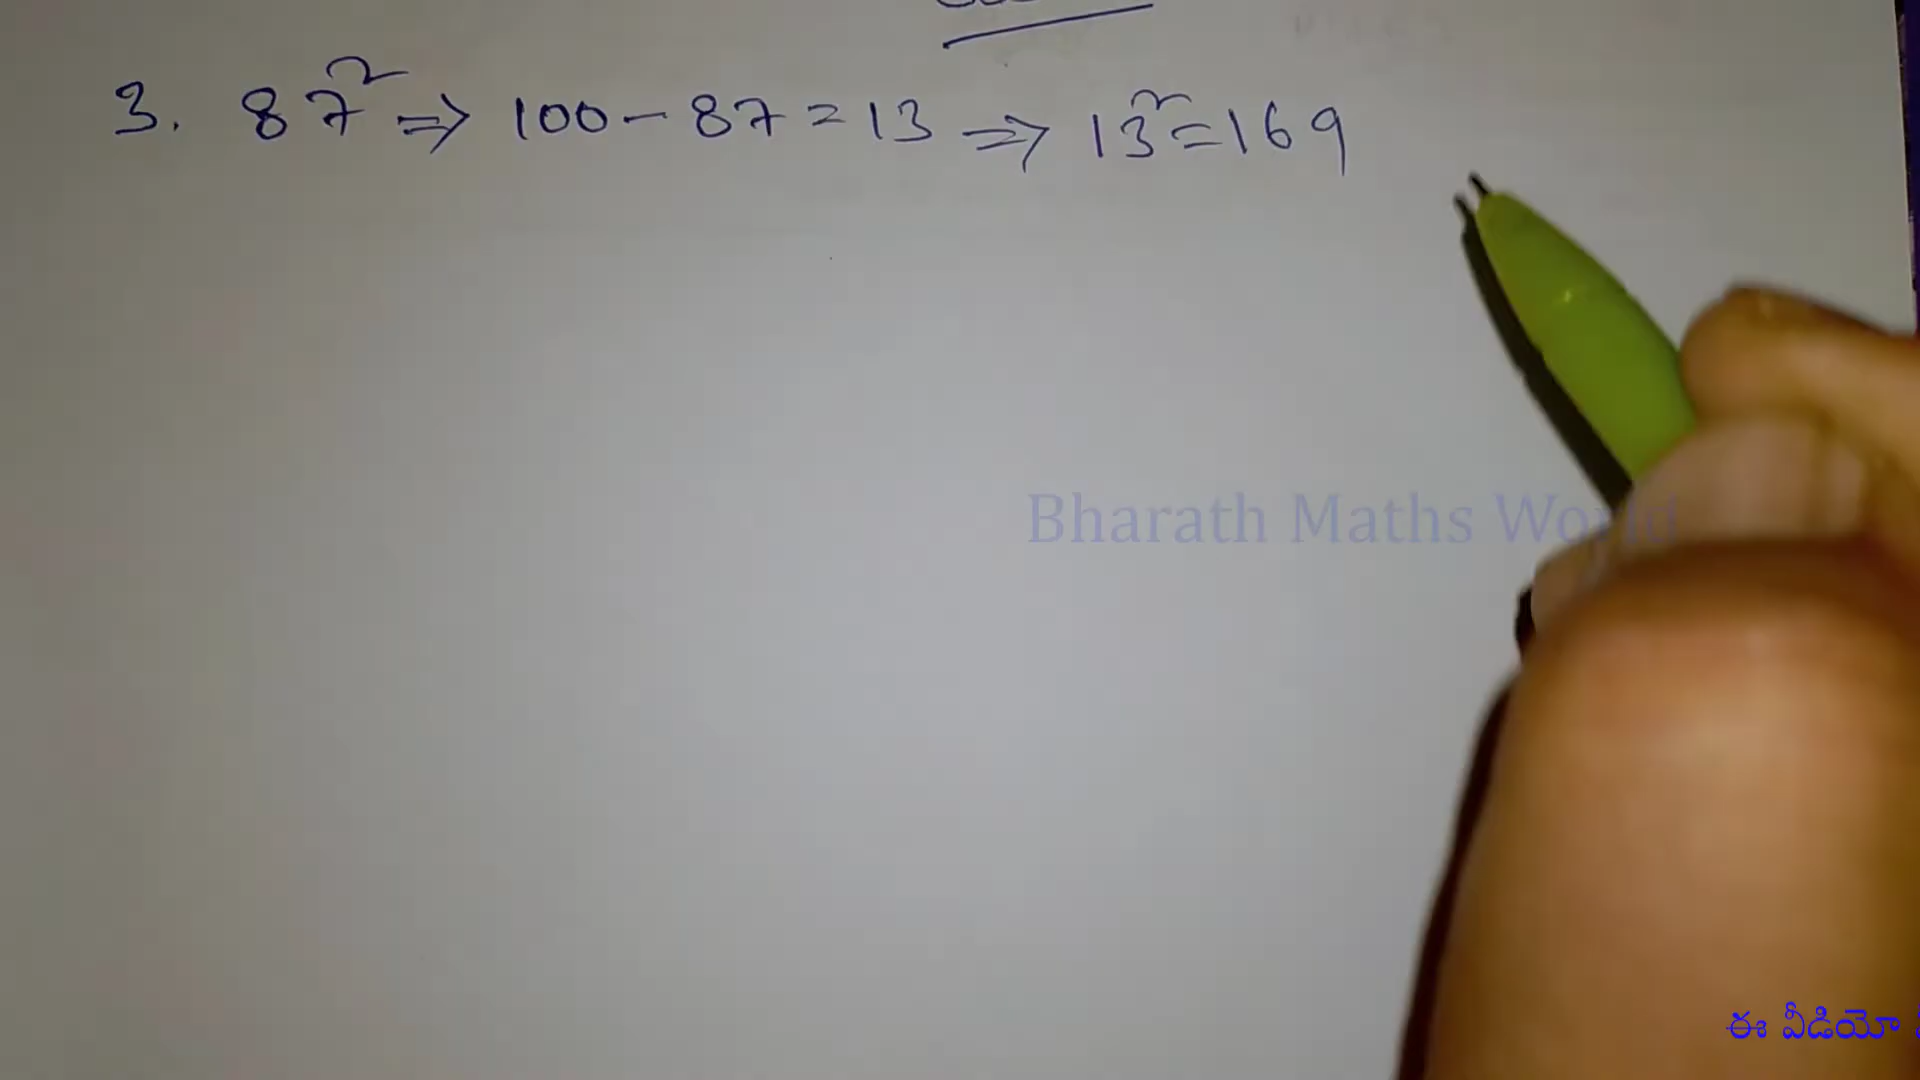 3. 87² ⇒ 100 - 87 = 13 ⇒ 13² = 169
Bharath Maths World
ఈ వీడియో